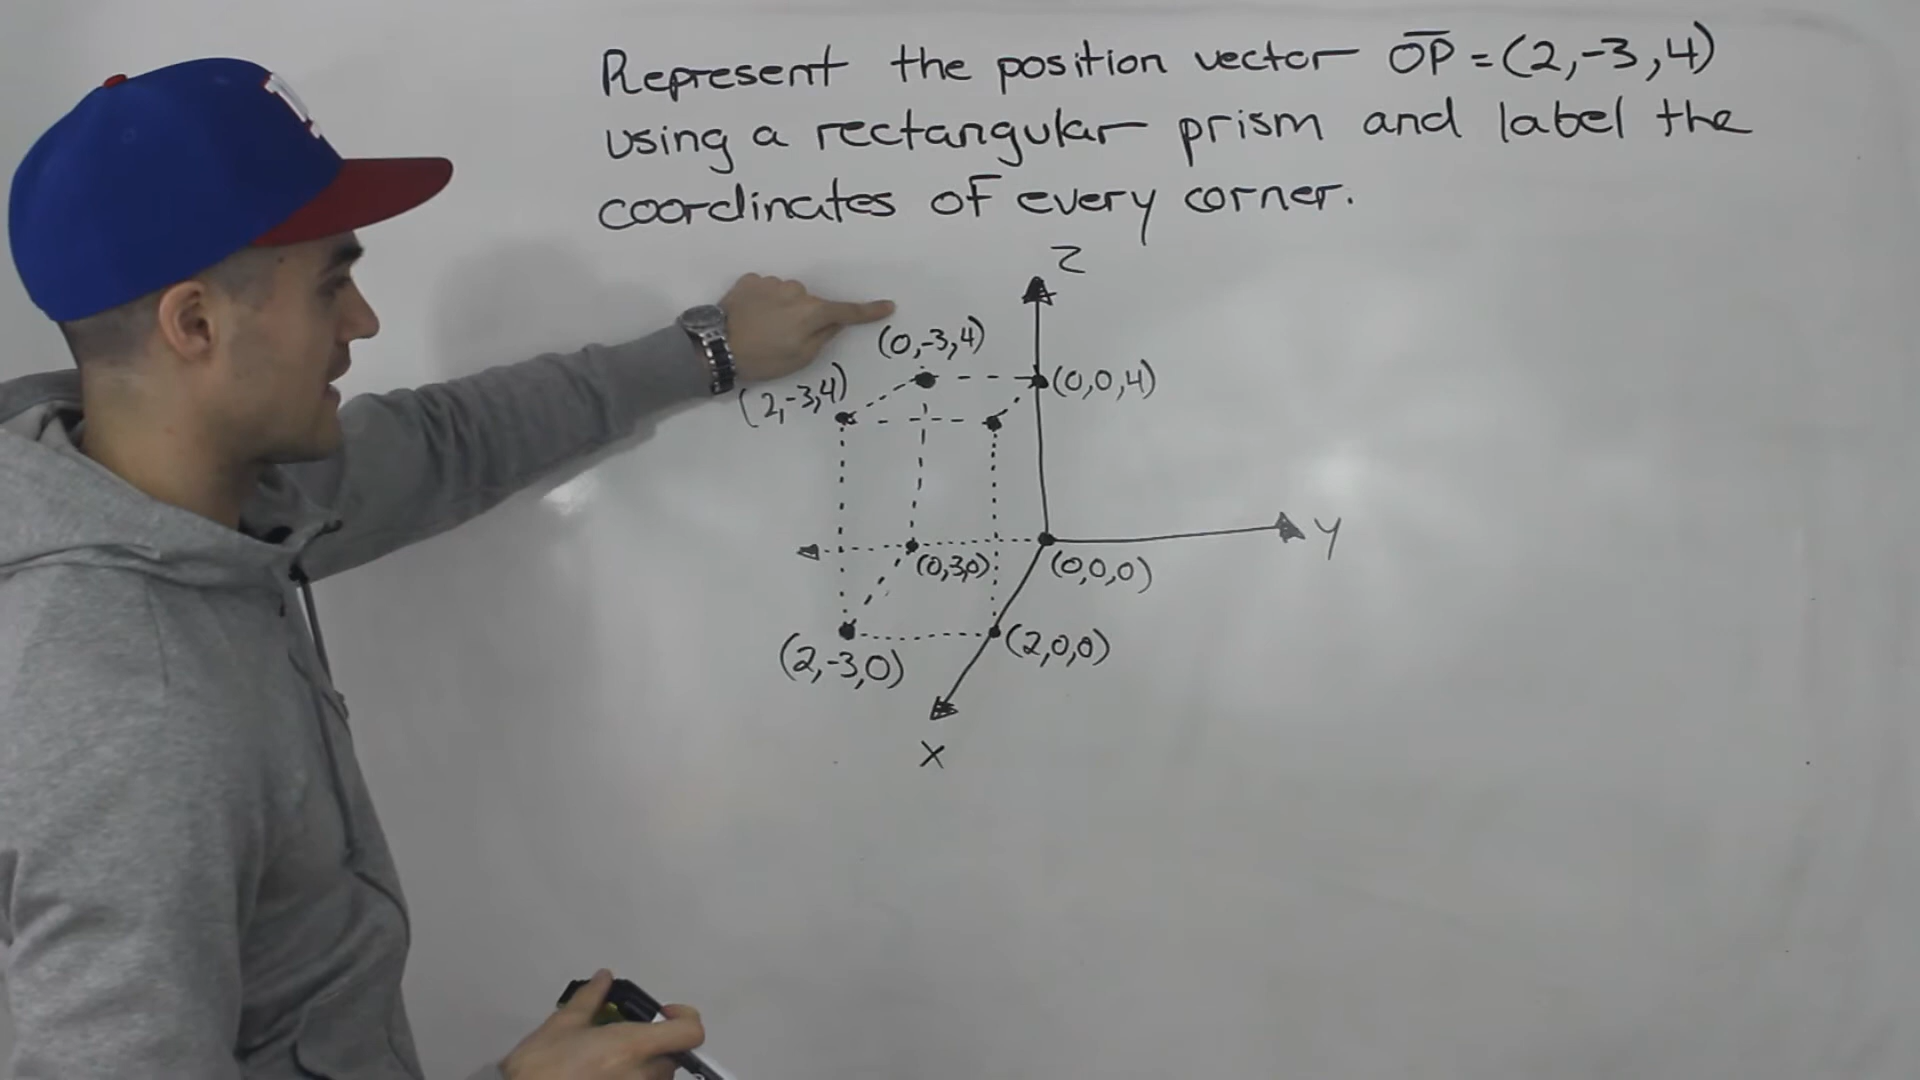 Represent the position vector OP = (2,-3,4)
using a rectangular prism and label the
coordinates of every corner.
Z
(0,-3,4)
(2,-3,4)
(0,0,4)
Y
(0,3,0)
(0,0,0)
(2,-3,0)
(2,0,0)
X